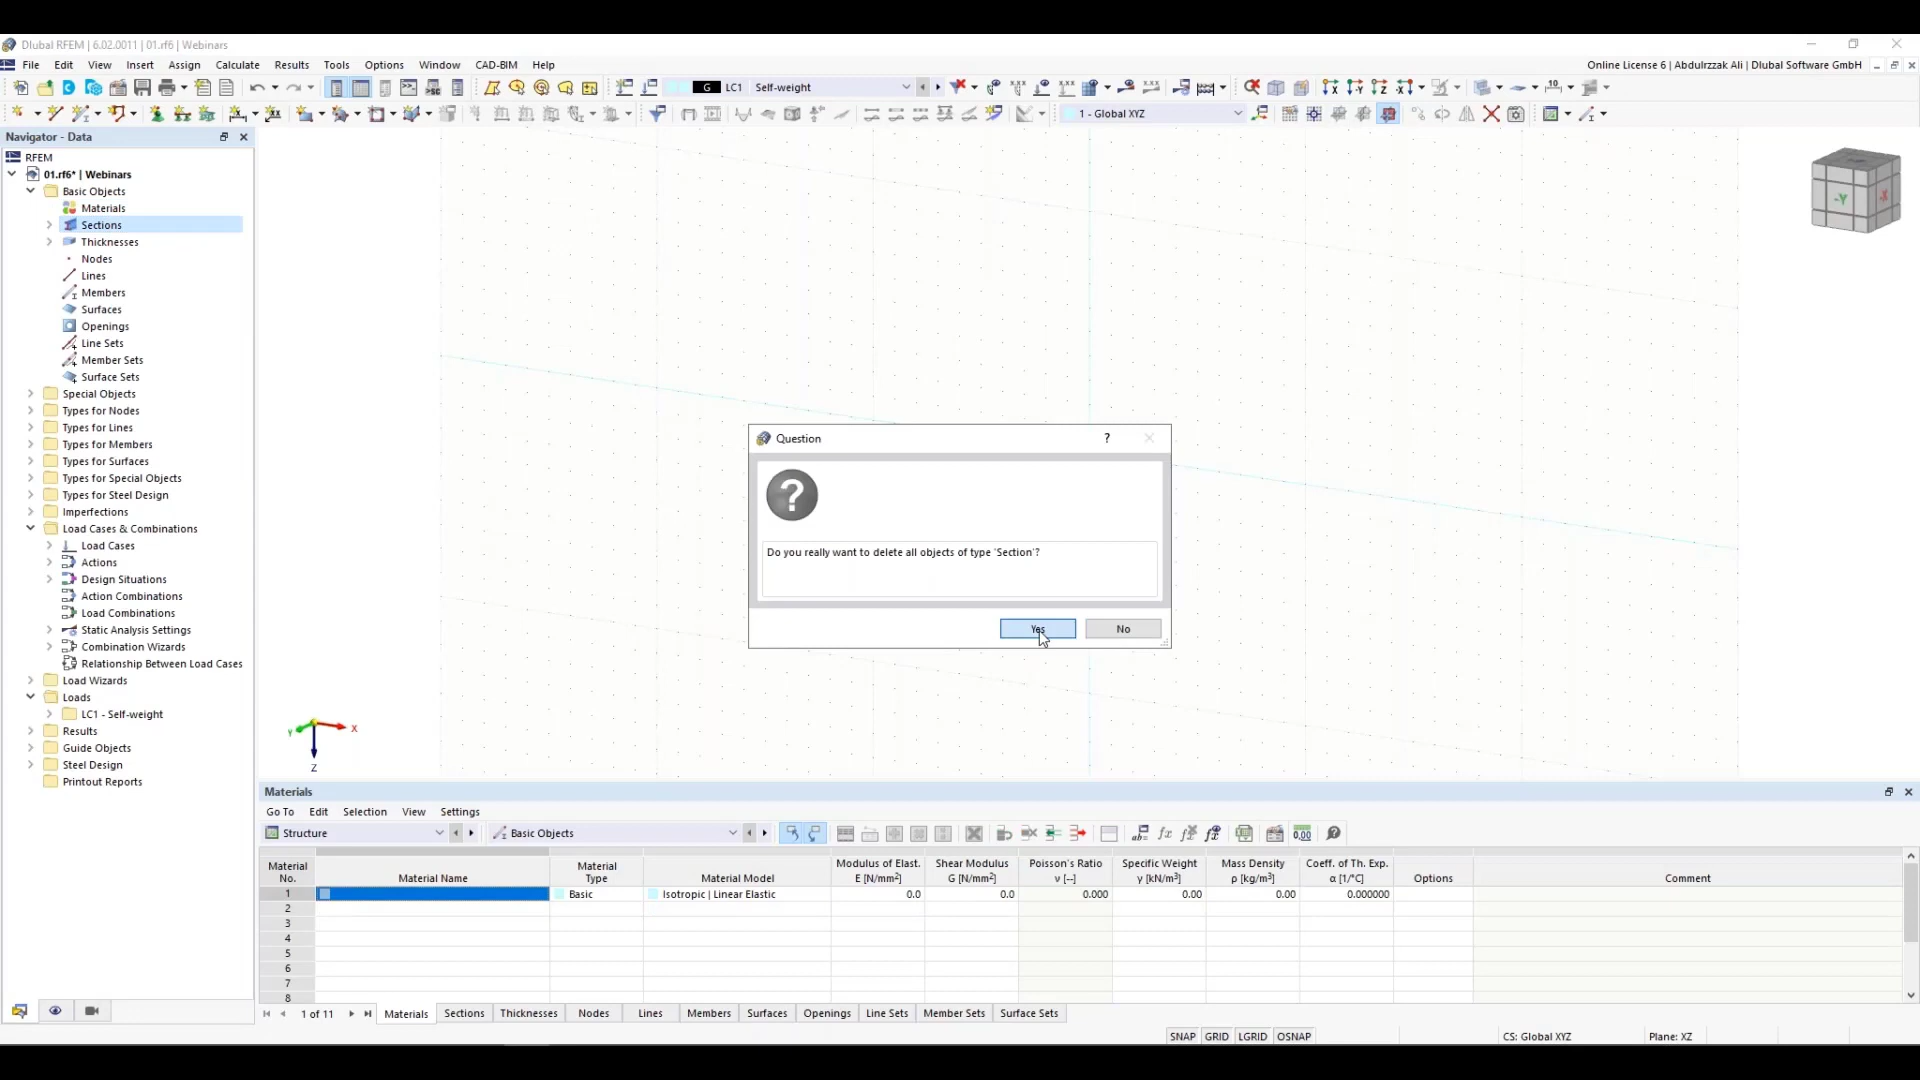 Dlubal RFEM | 6.02.0011 | 01.rf6 | Webinars
File Edit View Insert Assign Calculate Results Tools Options Window CAD-BIM Help
Online License 6 | Abdulrzzak Ali | Dlubal Software GmbH
G LC1 Self-weight
1 - Global XYZ
Navigator - Data
RFEM
01.rf6* | Webinars
Basic Objects
Materials
Sections
Thicknesses
Nodes
Lines
Members
Surfaces
Openings
Line Sets
Member Sets
Surface Sets
Special Objects
Types for Nodes
Types for Lines
Types for Members
Types for Surfaces
Types for Special Objects
Types for Steel Design
Imperfections
Load Cases & Combinations
Load Cases
Actions
Design Situations
Action Combinations
Load Combinations
Static Analysis Settings
Combination Wizards
Relationship Between Load Cases
Load Wizards
Loads
LC1 - Self-weight
Results
Guide Objects
Steel Design
Printout Reports
-Y -X
Question ?
?
Do you really want to delete all objects of type 'Section'?
Yes No
Y X
Z
Materials
Go To Edit Selection View Settings
Structure Basic Objects
Material No. Material Name Material Type Material Model Modulus of Elast. E [N/mm²] Shear Modulus G [N/mm²] Poisson's Ratio ν [--] Specific Weight γ [kN/m³] Mass Density ρ [kg/m³] Coeff. of Th. Exp. α [1/°C] Options Comment
1 Basic Isotropic | Linear Elastic 0.0 0.0 0.000 0.00 0.00 0.000000
2
3
4
5
6
7
8
1 of 11 Materials Sections Thicknesses Nodes Lines Members Surfaces Openings Line Sets Member Sets Surface Sets
SNAP GRID LGRID OSNAP CS: Global XYZ Plane: XZ